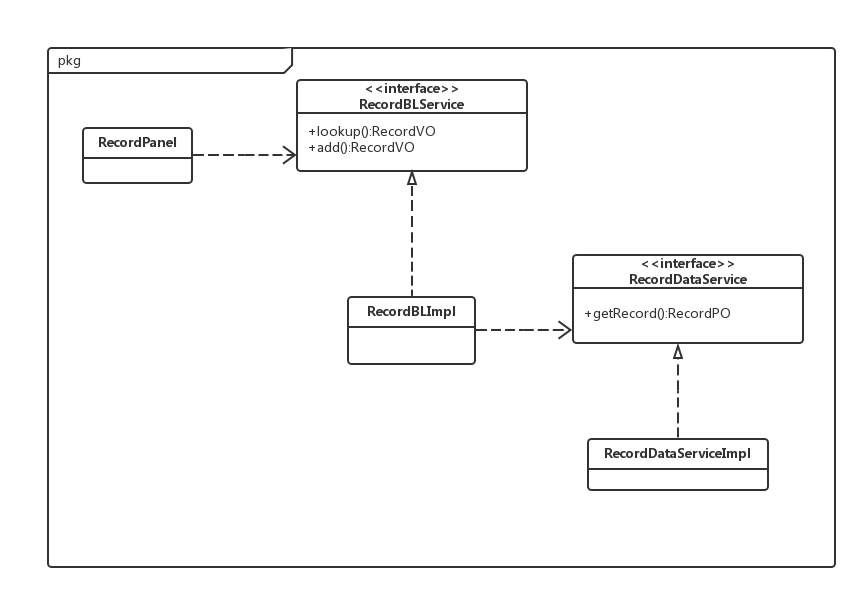 pkg
<<interface>>
RecordBLService
+lookup():RecordVO
+add():RecordVO
RecordPanel
<<interface>>
RecordDataService
+getRecord():RecordPO
RecordBLImpl
RecordDataServiceImpl